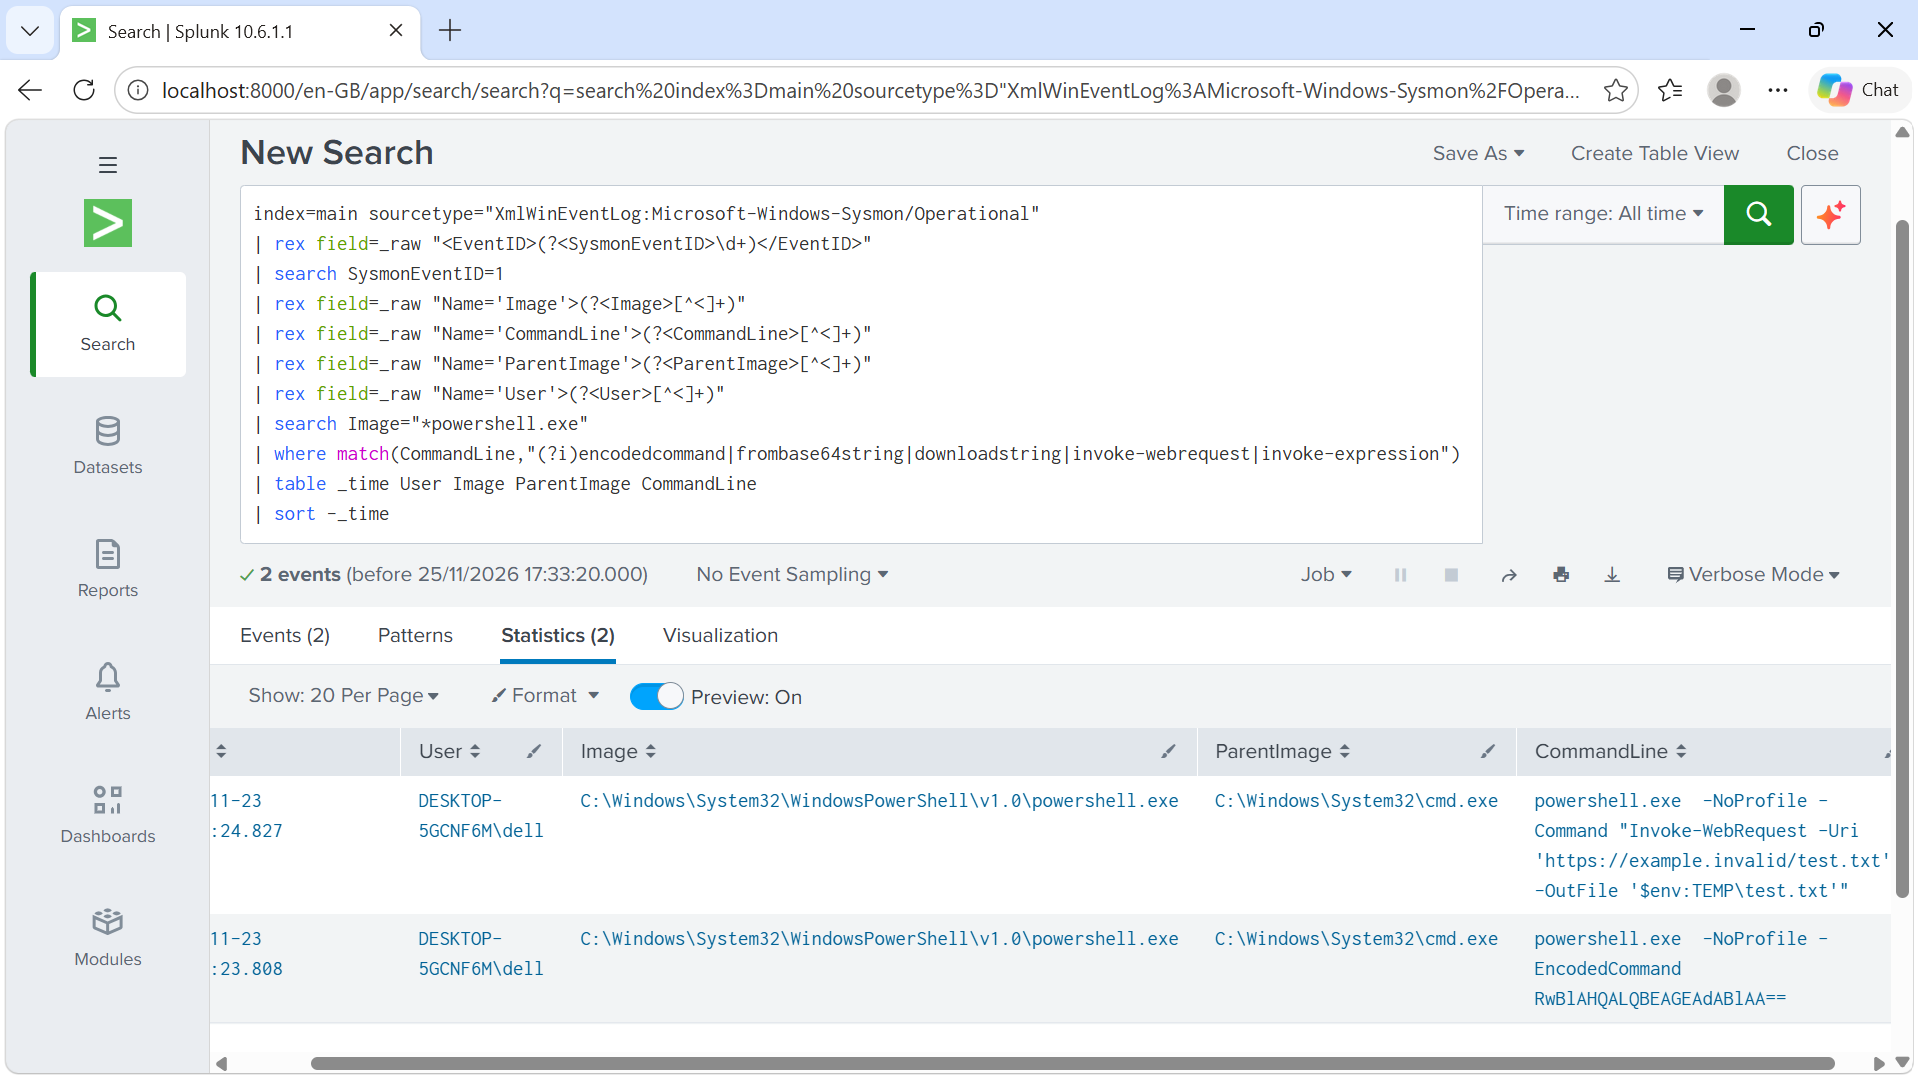 Search | Splunk 10.6.1.1
localhost:8000/en-GB/app/search/search?q=search%20index%3Dmain%20sourcetype%3D"XmlWinEventLog%3AMicrosoft-Windows-Sysmon%2FOpera...
Chat
New Search
Save As
Create Table View
Close
index=main sourcetype="XmlWinEventLog:Microsoft-Windows-Sysmon/Operational"
| rex field=_raw "<EventID>(?<SysmonEventID>\d+)</EventID>"
| search SysmonEventID=1
| rex field=_raw "Name='Image'>(?<Image>[^<]+)"
| rex field=_raw "Name='CommandLine'>(?<CommandLine>[^<]+)"
| rex field=_raw "Name='ParentImage'>(?<ParentImage>[^<]+)"
| rex field=_raw "Name='User'>(?<User>[^<]+)"
| search Image="*powershell.exe"
| where match(CommandLine,"(?i)encodedcommand|frombase64string|downloadstring|invoke-webrequest|invoke-expression")
| table _time User Image ParentImage CommandLine
| sort -_time
Time range: All time
Search
Datasets
Reports
Alerts
Dashboards
Modules
2 events (before 25/11/2026 17:33:20.000)
No Event Sampling
Job
Verbose Mode
Events (2)
Patterns
Statistics (2)
Visualization
Show: 20 Per Page
Format
Preview: On
User
Image
ParentImage
CommandLine
11-23
:24.827
DESKTOP-
5GCNF6M\dell
C:\Windows\System32\WindowsPowerShell\v1.0\powershell.exe
C:\Windows\System32\cmd.exe
powershell.exe  -NoProfile -
Command "Invoke-WebRequest -Uri
'https://example.invalid/test.txt'
-OutFile '$env:TEMP\test.txt'"
11-23
:23.808
DESKTOP-
5GCNF6M\dell
C:\Windows\System32\WindowsPowerShell\v1.0\powershell.exe
C:\Windows\System32\cmd.exe
powershell.exe  -NoProfile -
EncodedCommand
RwBlAHQALQBEAGEAdABlAA==